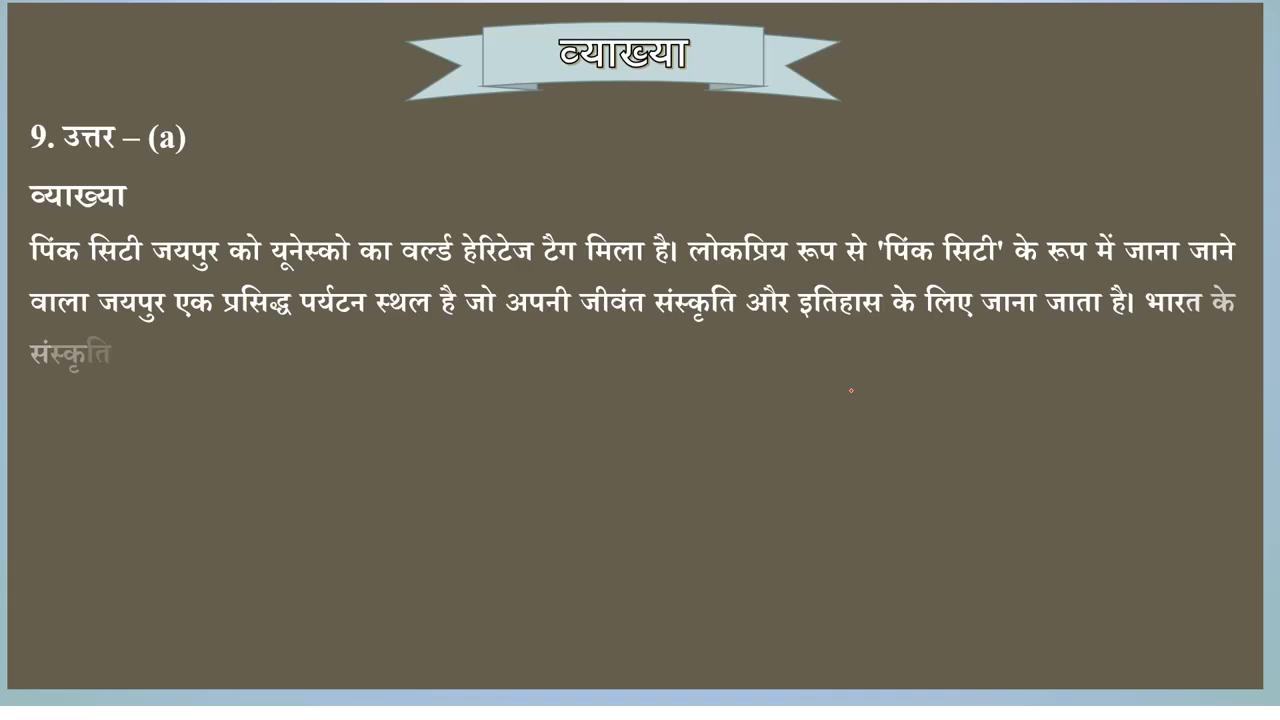 व्याख्या
9. उत्तर – (a)
व्याख्या
पिंक सिटी जयपुर को यूनेस्को का वर्ल्ड हेरिटेज टैग मिला है। लोकप्रिय रूप से 'पिंक सिटी' के रूप में जाना जाने
वाला जयपुर एक प्रसिद्ध पर्यटन स्थल है जो अपनी जीवंत संस्कृति और इतिहास के लिए जाना जाता है। भारत के
संस्कृति